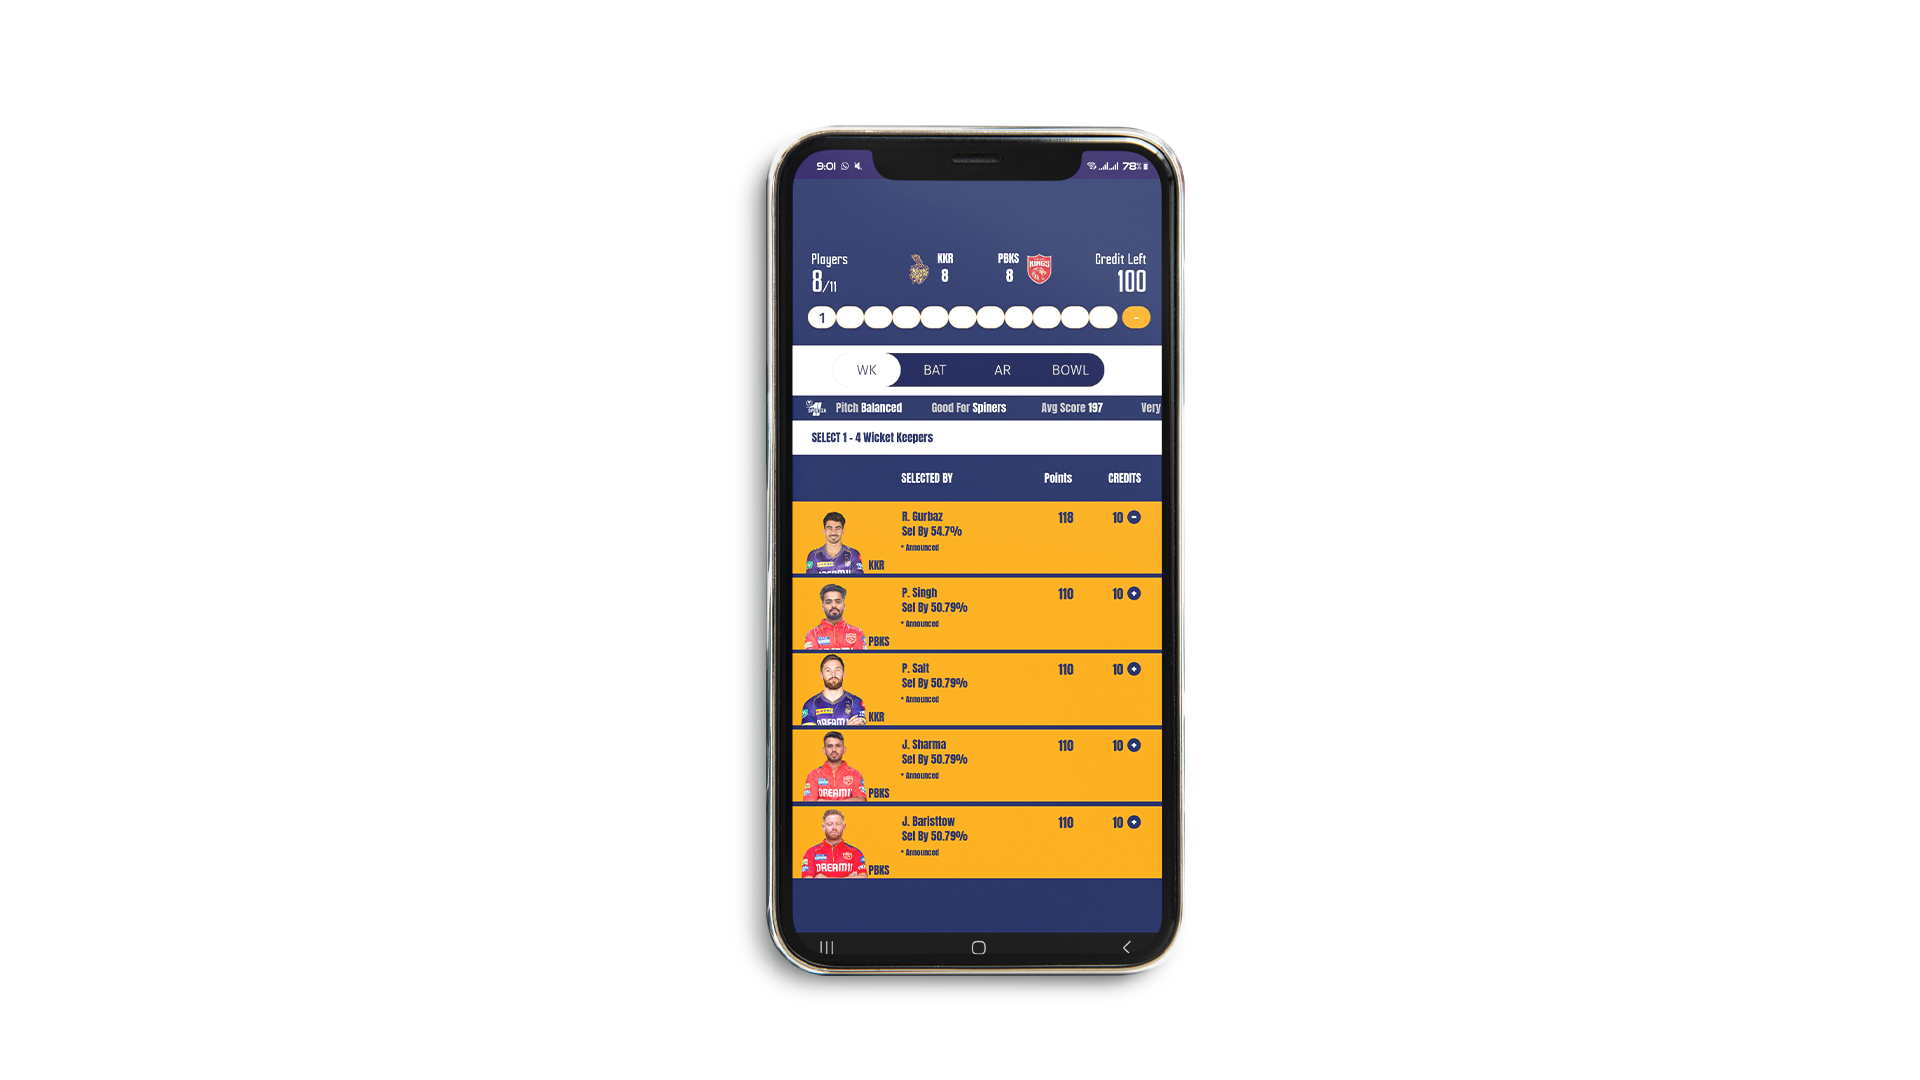 9:01
78%
Players
8/11
KKR
8
PBKS
8
KINGS
Credit Left
100
1
-
WK BAT AR BOWL
Pitch Balanced Good For Spiners Avg Score 197 Very
SELECT 1 - 4 Wicket Keepers
SELECTED BY Points CREDITS
R. Gurbaz 118 10
Sel By 54.7%
* Announced
KKR
P. Singh 110 10
Sel By 50.79%
* Announced
PBKS
P. Salt 110 10
Sel By 50.79%
* Announced
DREAM11
KKR
J. Sharma 110 10
Sel By 50.79%
* Announced
DREAM11
PBKS
J. Baristtow 110 10
Sel By 50.79%
* Announced
DREAM11
PBKS